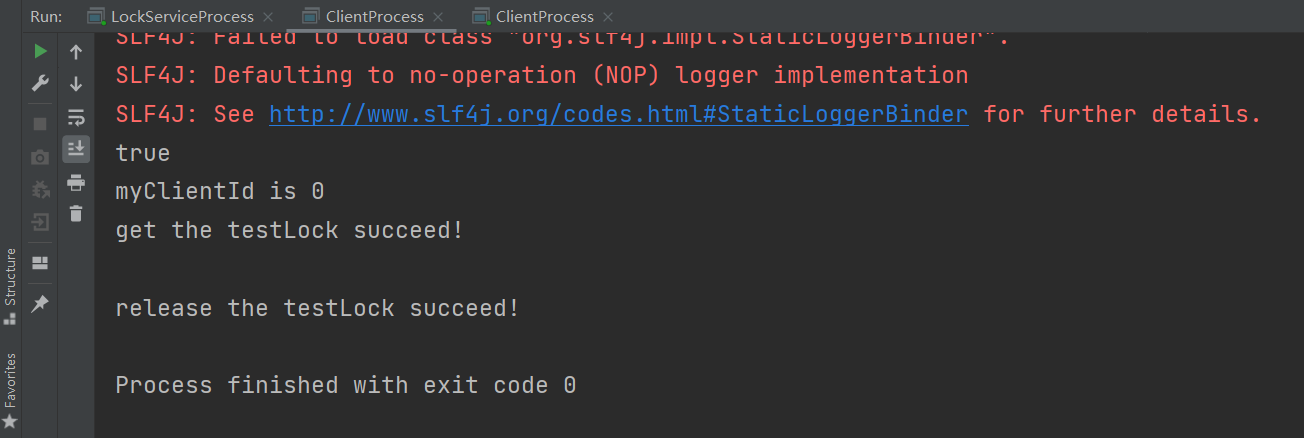 Run: LockServiceProcess ClientProcess ClientProcess
SLF4J: Failed to load class "org.slf4j.impl.StaticLoggerBinder".
SLF4J: Defaulting to no-operation (NOP) logger implementation
SLF4J: See http://www.slf4j.org/codes.html#StaticLoggerBinder for further details.
true
myClientId is 0
get the testLock succeed!
release the testLock succeed!
Process finished with exit code 0
Structure
Favorites